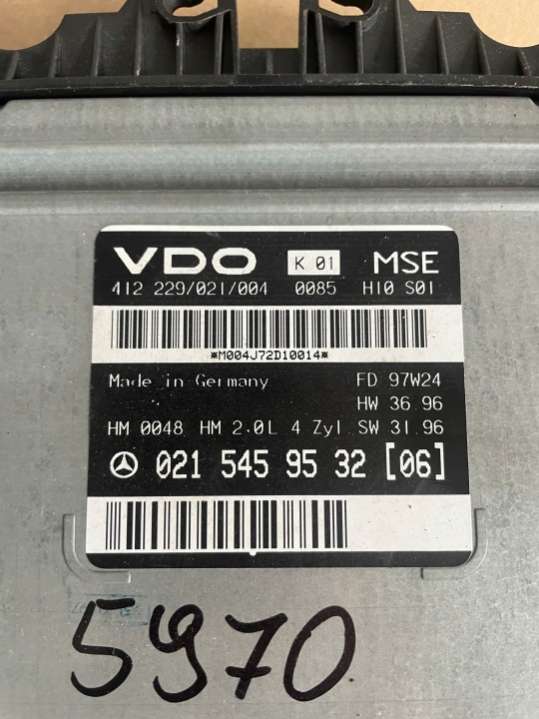 VDO K 01 MSE
412 229/021/004 0085 H10 S01
*M004J72D10014*
Made in Germany FD 97W24
HW 36 96
HM 0048 HM 2.0L 4 Zyl SW 31.96
021 545 95 32 [06]
5970